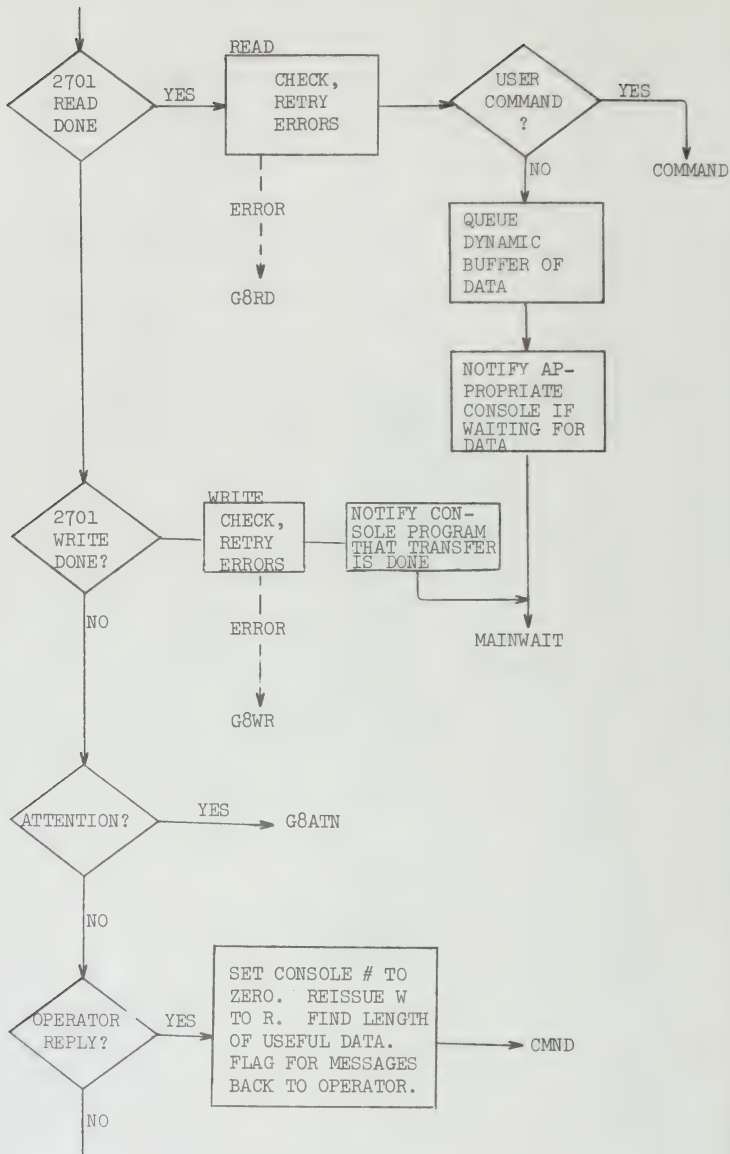 2701
READ
DONE
YES
READ
CHECK,
RETRY
ERRORS
USER
COMMAND
?
YES
COMMAND
NO
ERROR
G8RD
QUEUE
DYNAMIC
BUFFER OF
DATA
NOTIFY AP-
PROPRIATE
CONSOLE IF
WAITING FOR
DATA
2701
WRITE
DONE?
WRITE
CHECK,
RETRY
ERRORS
NOTIFY CON-
SOLE PROGRAM
THAT TRANSFER
IS DONE
NO
ERROR
G8WR
MAINWAIT
ATTENTION?
YES
G8ATN
NO
OPERATOR
REPLY?
YES
SET CONSOLE # TO
ZERO. REISSUE W
TO R. FIND LENGTH
OF USEFUL DATA.
FLAG FOR MESSAGES
BACK TO OPERATOR.
CMND
NO